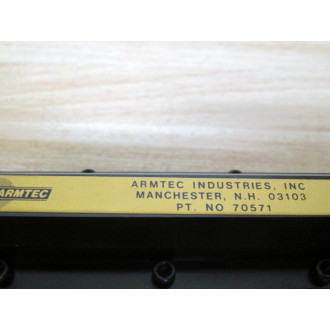 ARMTEC
ARMTEC INDUSTRIES, INC
MANCHESTER, N.H. 03103
PT. NO 70571